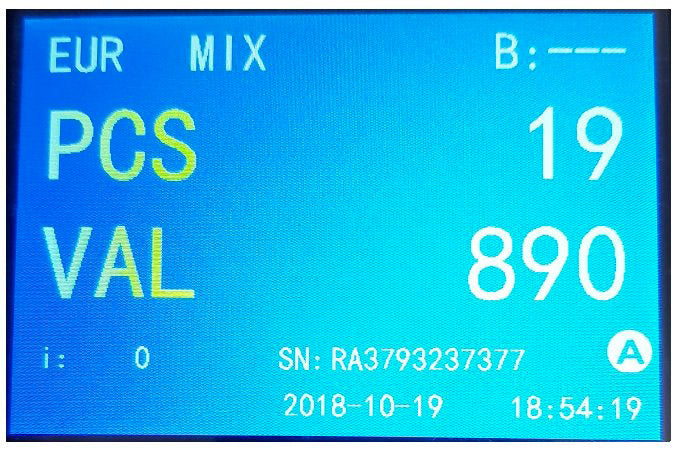 EUR MIX B:---
PCS 19
VAL 890
i: 0 SN:RA3793237377 A
2018-10-19 18:54:19